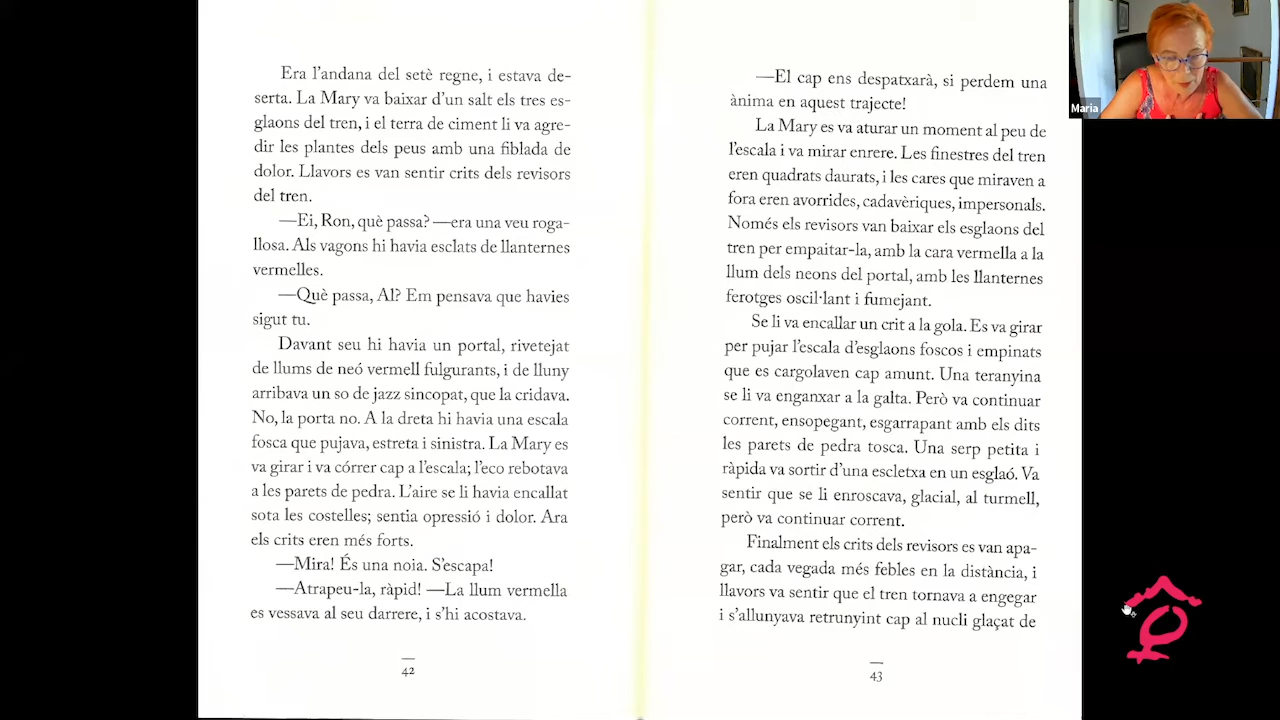 Era l'andana del setè regne, i estava de-
serta. La Mary va baixar d'un salt els tres es-
glaons del tren, i el terra de ciment li va agre-
dir les plantes dels peus amb una fiblada de
dolor. Llavors es van sentir crits dels revisors
del tren.
—Ei, Ron, què passa? —era una veu roga-
llosa. Als vagons hi havia esclats de llanternes
vermelles.
—Què passa, Al? Em pensava que havies
sigut tu.
Davant seu hi havia un portal, rivetejat
de llums de neó vermell fulgurants, i de lluny
arribava un so de jazz sincopat, que la cridava.
No, la porta no. A la dreta hi havia una escala
fosca que pujava, estreta i sinistra. La Mary es
va girar i va córrer cap a l'escala; l'eco rebotava
a les parets de pedra. L'aire se li havia encallat
sota les costelles; sentia opressió i dolor. Ara
els crits eren més forts.
—Mira! És una noia. S'escapa!
—Atrapeu-la, ràpid! —La llum vermella
es vessava al seu darrere, i s'hi acostava.
42
—El cap ens despatxarà, si perdem una
ànima en aquest trajecte!
La Mary es va aturar un moment al peu de
l'escala i va mirar enrere. Les finestres del tren
eren quadrats daurats, i les cares que miraven a
fora eren avorrides, cadavèriques, impersonals.
Només els revisors van baixar els esglaons del
tren per empaitar-la, amb la cara vermella a la
llum dels neons del portal, amb les llanternes
ferotges oscil·lant i fumejant.
Se li va encallar un crit a la gola. Es va girar
per pujar l'escala d'esglaons foscos i empinats
que es cargolaven cap amunt. Una teranyina
se li va enganxar a la galta. Però va continuar
corrent, ensopegant, esgarrapant amb els dits
les parets de pedra tosca. Una serp petita i
ràpida va sortir d'una escletxa en un esglaó. Va
sentir que se li enroscava, glacial, al turmell,
però va continuar corrent.
Finalment els crits dels revisors es van apa-
gar, cada vegada més febles en la distància, i
llavors va sentir que el tren tornava a engegar
i s'allunyava retrunyint cap al nucli glaçat de
43
Maria